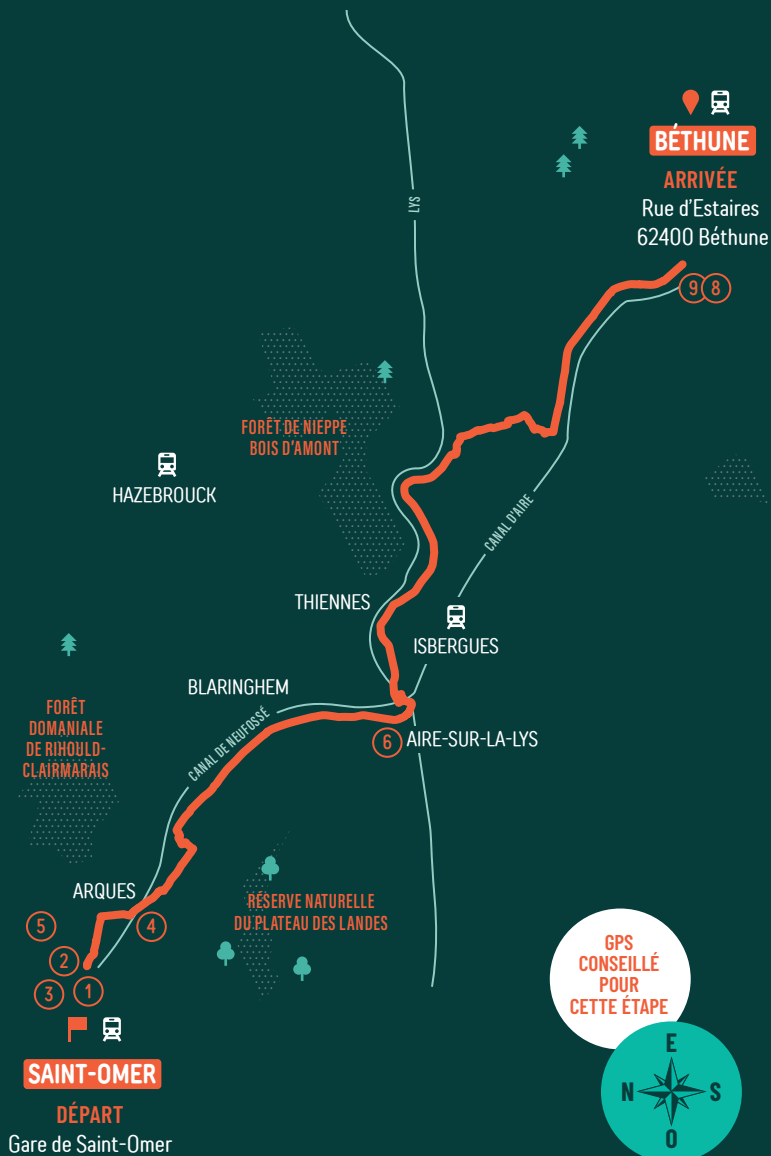 BÉTHUNE
ARRIVÉE
Rue d'Estaires
62400 Béthune
LYS
9
8
FORÊT DE NIEPPE
BOIS D'AMONT
HAZEBROUCK
CANAL D'AIRE
THIENNES
ISBERGUES
BLARINGHEM
CANAL DE NEUFOSSÉ
6
AIRE-SUR-LA-LYS
FORÊT
DOMANIALE
DE RIHOULD-
CLAIRMARAIS
ARQUES
RÉSERVE NATURELLE
DU PLATEAU DES LANDES
5
4
2
3
1
SAINT-OMER
DÉPART
Gare de Saint-Omer
GPS
CONSEILLÉ
POUR
CETTE ÉTAPE
E
N
S
O